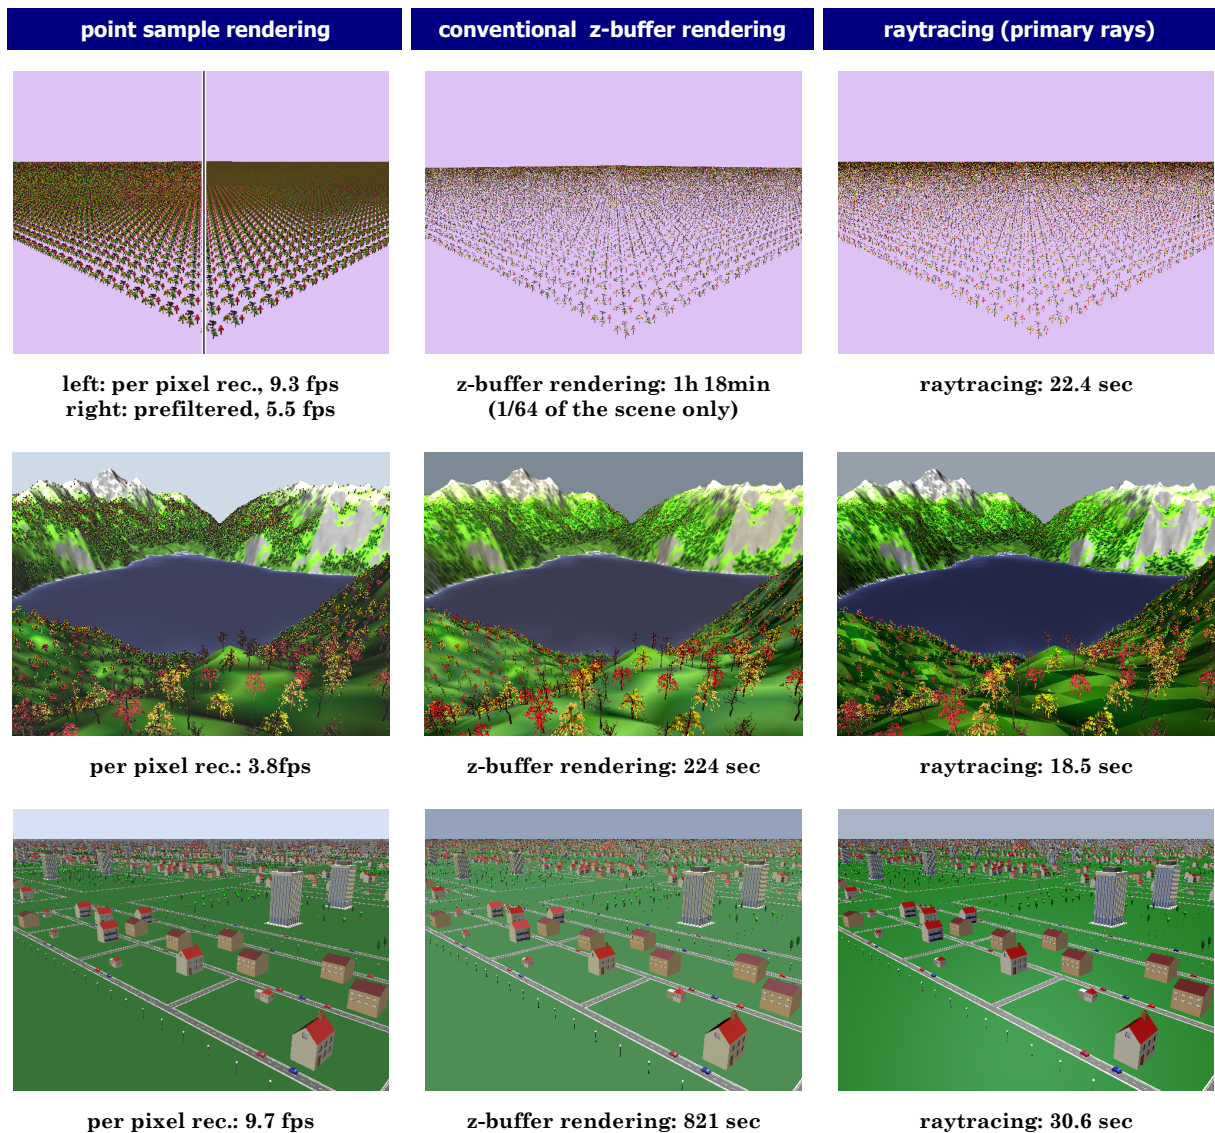 point sample rendering
conventional z-buffer rendering
raytracing (primary rays)
left: per pixel rec., 9.3 fps
right: prefiltered, 5.5 fps
z-buffer rendering: 1h 18min
(1/64 of the scene only)
raytracing: 22.4 sec
per pixel rec.: 3.8fps
z-buffer rendering: 224 sec
raytracing: 18.5 sec
per pixel rec.: 9.7 fps
z-buffer rendering: 821 sec
raytracing: 30.6 sec